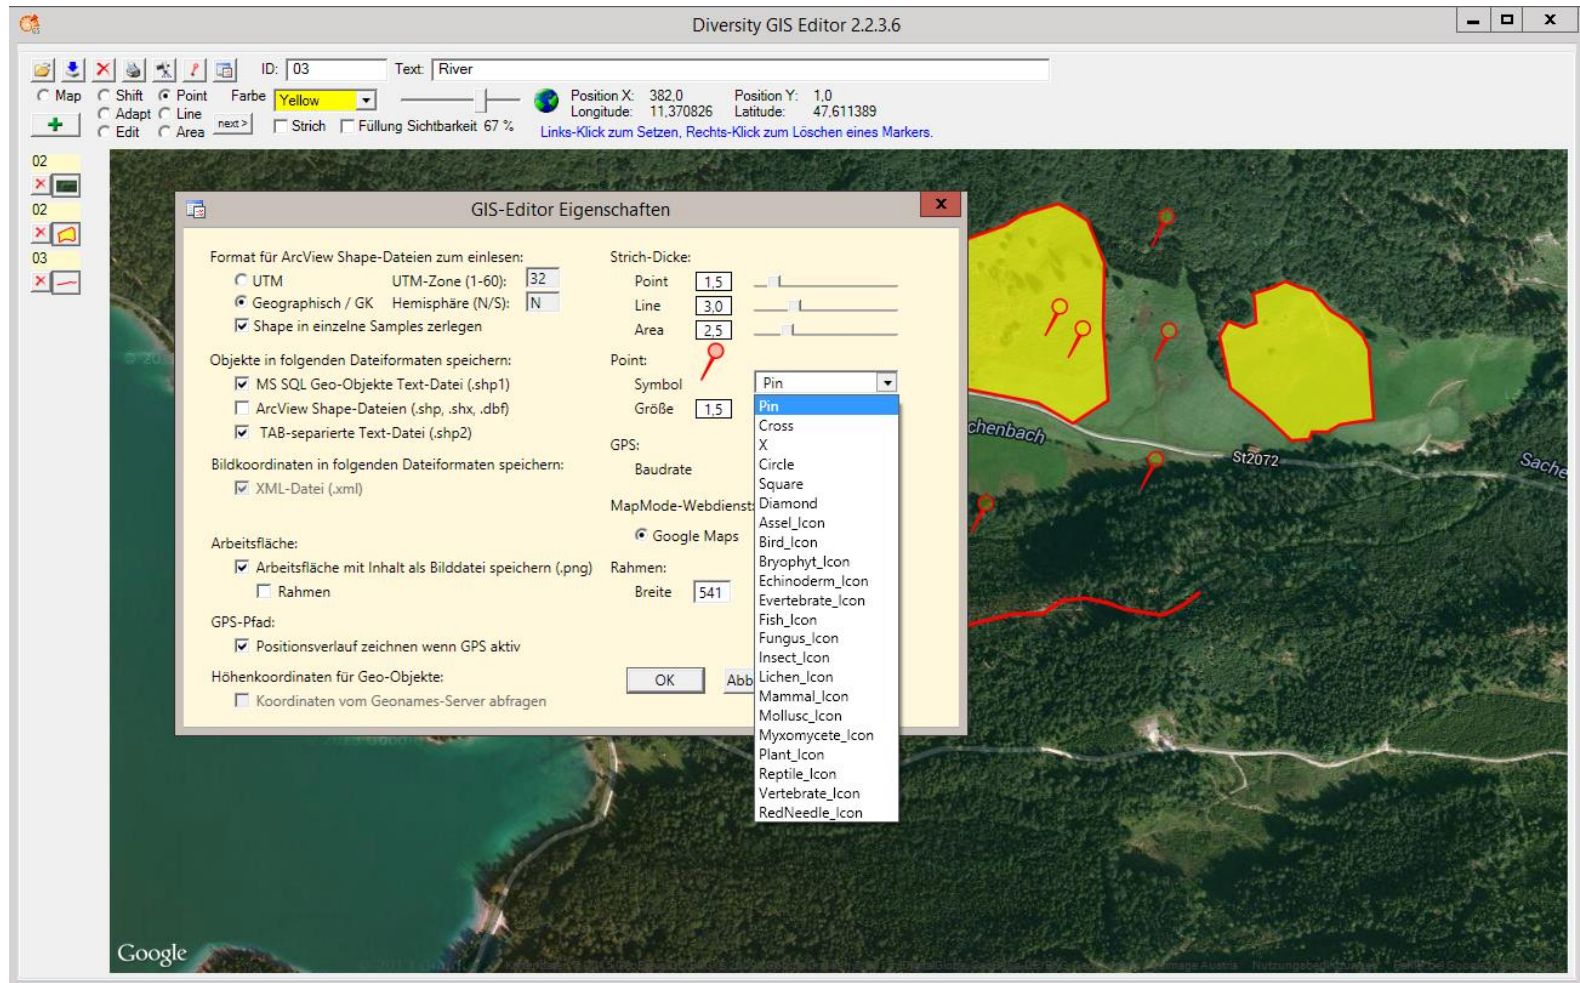 Diversity GIS Editor 2.2.3.6
ID: 03 Text: River
Map Shift Point Farbe Yellow Position X: 382,0 Position Y: 1,0
Adapt Line Longitude: 11,370826 Latitude: 47,611389
Edit Area next > Strich Füllung Sichtbarkeit 67 % Links-Klick zum Setzen, Rechts-Klick zum Löschen eines Markers.
02
02
03
GIS-Editor Eigenschaften
Format für ArcView Shape-Dateien zum einlesen:
UTM UTM-Zone (1-60): 32
Geographisch / GK Hemisphäre (N/S): N
Shape in einzelne Samples zerlegen
Objekte in folgenden Dateiformaten speichern:
MS SQL Geo-Objekte Text-Datei (.shp1)
ArcView Shape-Dateien (.shp, .shx, .dbf)
TAB-separierte Text-Datei (.shp2)
Bildkoordinaten in folgenden Dateiformaten speichern:
XML-Datei (.xml)
Arbeitsfläche:
Arbeitsfläche mit Inhalt als Bilddatei speichern (.png)
Rahmen
GPS-Pfad:
Positionsverlauf zeichnen wenn GPS aktiv
Höhenkoordinaten für Geo-Objekte:
Koordinaten vom Geonames-Server abfragen
Strich-Dicke:
Point 1,5
Line 3,0
Area 2,5
Point:
Symbol Pin
Größe 1,5
GPS:
Baudrate
MapMode-Webdienst:
Google Maps
Rahmen:
Breite 541
OK Abb
Pin
Cross
X
Circle
Square
Diamond
Assel_Icon
Bird_Icon
Bryophyt_Icon
Echinoderm_Icon
Evertebrate_Icon
Fish_Icon
Fungus_Icon
Insect_Icon
Lichen_Icon
Mammal_Icon
Mollusc_Icon
Myxomycete_Icon
Plant_Icon
Reptile_Icon
Vertebrate_Icon
RedNeedle_Icon
chenbach
St2072
Sache
Google